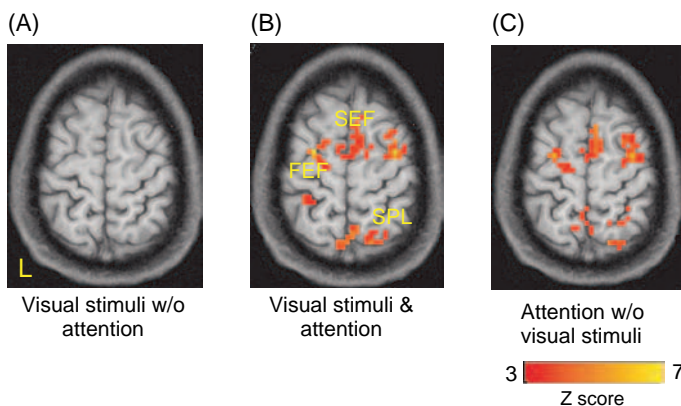 (A)
(B)
(C)
SEF
FEF
SPL
L
Visual stimuli w/o
attention
Visual stimuli &
attention
Attention w/o
visual stimuli
3
7
Z score